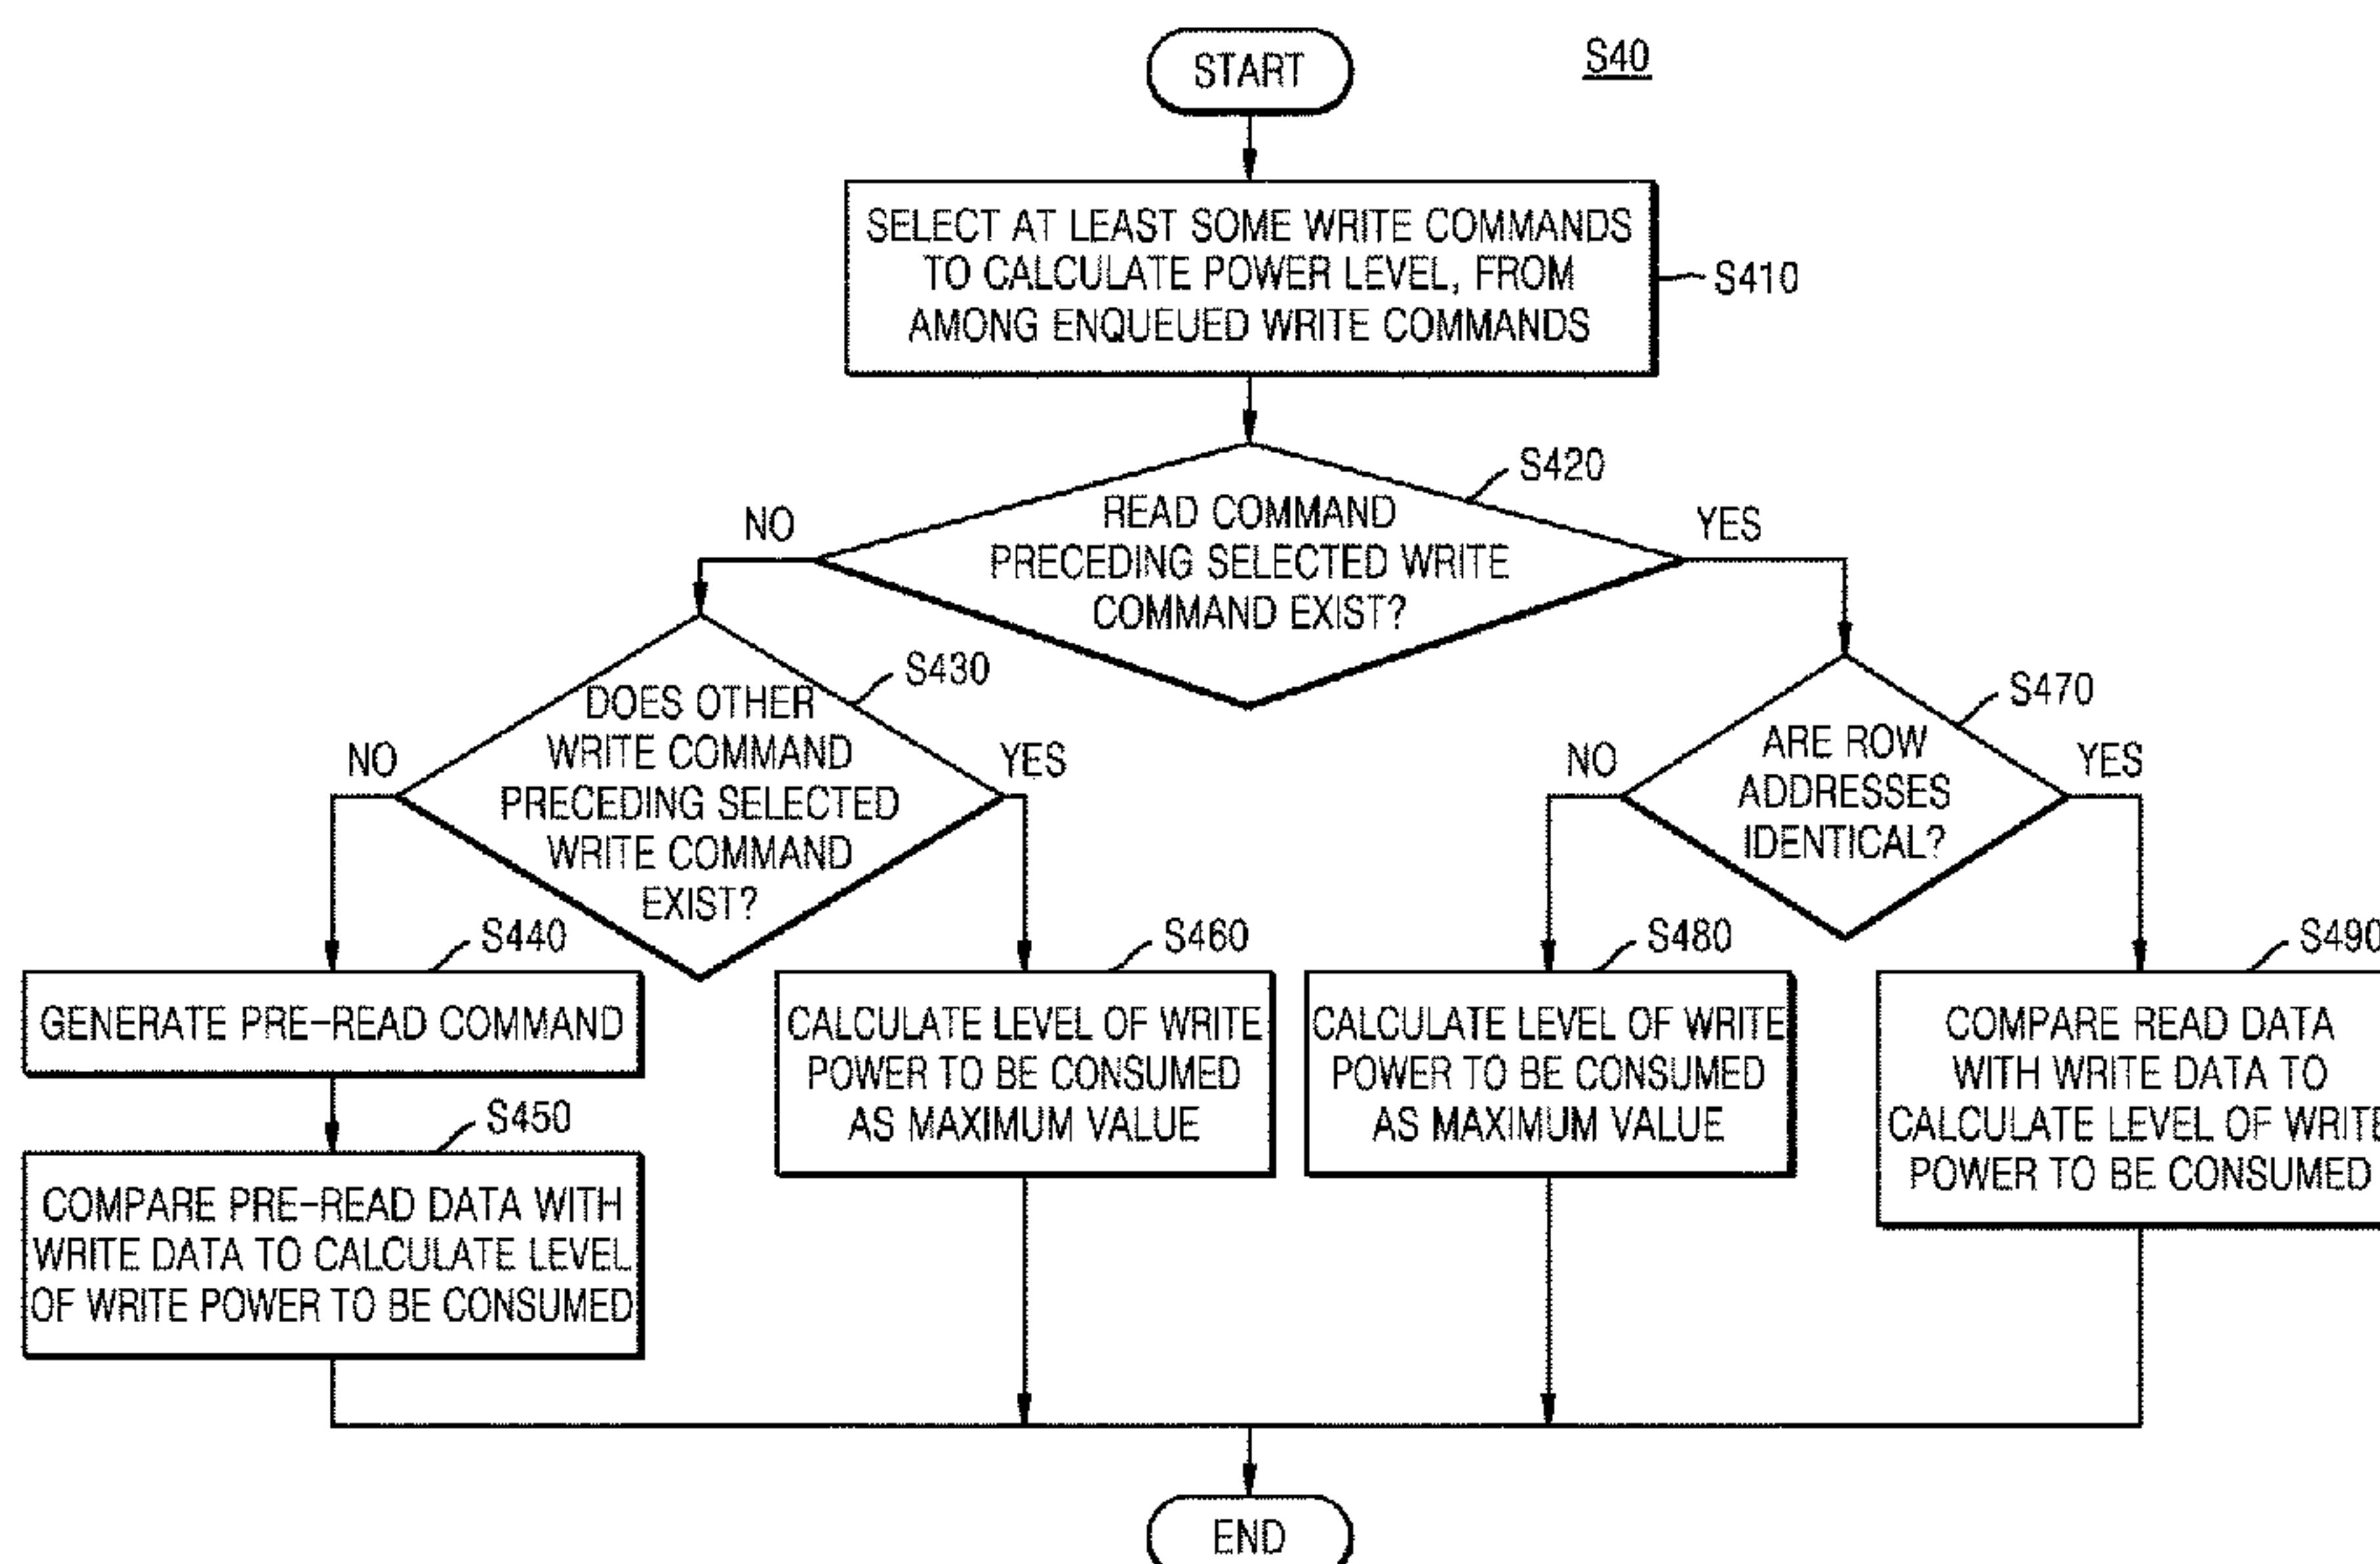 START
S40
SELECT AT LEAST SOME WRITE COMMANDS
TO CALCULATE POWER LEVEL, FROM
AMONG ENQUEUED WRITE COMMANDS
S410
S420
READ COMMAND
PRECEDING SELECTED WRITE
COMMAND EXIST?
NO
YES
S430
DOES OTHER
WRITE COMMAND
PRECEDING SELECTED
WRITE COMMAND
EXIST?
NO
YES
S470
ARE ROW
ADDRESSES
IDENTICAL?
NO
YES
S440
GENERATE PRE-READ COMMAND
S450
COMPARE PRE-READ DATA WITH
WRITE DATA TO CALCULATE LEVEL
OF WRITE POWER TO BE CONSUMED
S460
CALCULATE LEVEL OF WRITE
POWER TO BE CONSUMED
AS MAXIMUM VALUE
S480
CALCULATE LEVEL OF WRITE
POWER TO BE CONSUMED
AS MAXIMUM VALUE
S490
COMPARE READ DATA
WITH WRITE DATA TO
CALCULATE LEVEL OF WRITE
POWER TO BE CONSUMED
END